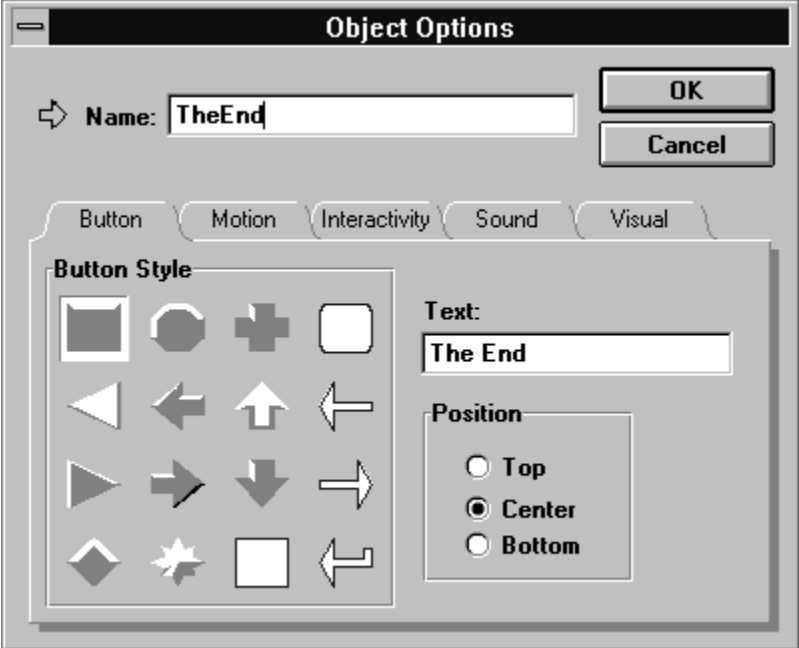 Object Options
Name: TheEnd
OK
Cancel
Button Motion Interactivity Sound Visual
Button Style
Text:
The End
Position
Top
Center
Bottom